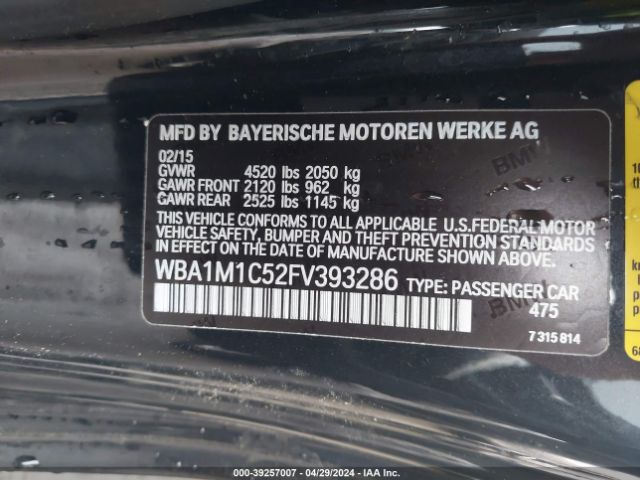 MFD BY BAYERISCHE MOTOREN WERKE AG
02/15
GVWR 4520 lbs 2050 kg
GAWR FRONT 2120 lbs 962 kg
GAWR REAR 2525 lbs 1145 kg
THIS VEHICLE CONFORMS TO ALL APPLICABLE U.S.FEDERAL MOTOR
VEHICLE SAFETY, BUMPER AND THEFT PREVENTION STANDARDS
IN EFFECT ON THE DATE OF MANUFACTURE SHOWN ABOVE.
WBA1M1C52FV393286 TYPE: PASSENGER CAR
475
7 315 814
000-39257007 - 04/29/2024 - IAA Inc.